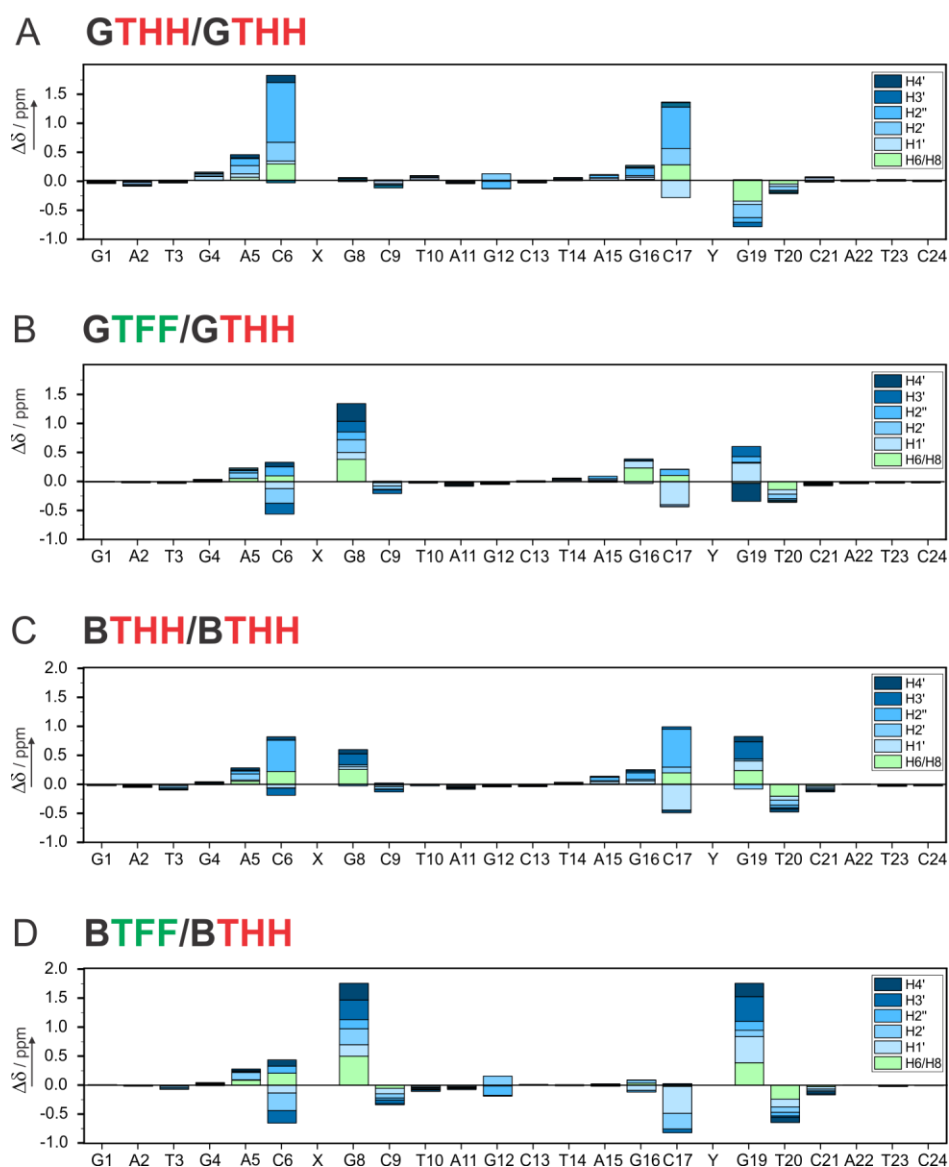 A GTHH/GTHH
Δδ / ppm
1.5
1.0
0.5
0.0
-0.5
-1.0
H4'
H3'
H2"
H2'
H1'
H6/H8
G1 A2 T3 G4 A5 C6 X G8 C9 T10 A11 G12 C13 T14 A15 G16 C17 Y G19 T20 C21 A22 T23 C24
B GTFF/GTHH
Δδ / ppm
1.5
1.0
0.5
0.0
-0.5
-1.0
H4'
H3'
H2"
H2'
H1'
H6/H8
G1 A2 T3 G4 A5 C6 X G8 C9 T10 A11 G12 C13 T14 A15 G16 C17 Y G19 T20 C21 A22 T23 C24
C BTHH/BTHH
Δδ / ppm
2.0
1.5
1.0
0.5
0.0
-0.5
-1.0
H4'
H3'
H2"
H2'
H1'
H6/H8
G1 A2 T3 G4 A5 C6 X G8 C9 T10 A11 G12 C13 T14 A15 G16 C17 Y G19 T20 C21 A22 T23 C24
D BTFF/BTHH
Δδ / ppm
2.0
1.5
1.0
0.5
0.0
-0.5
-1.0
H4'
H3'
H2"
H2'
H1'
H6/H8
G1 A2 T3 G4 A5 C6 X G8 C9 T10 A11 G12 C13 T14 A15 G16 C17 Y G19 T20 C21 A22 T23 C24